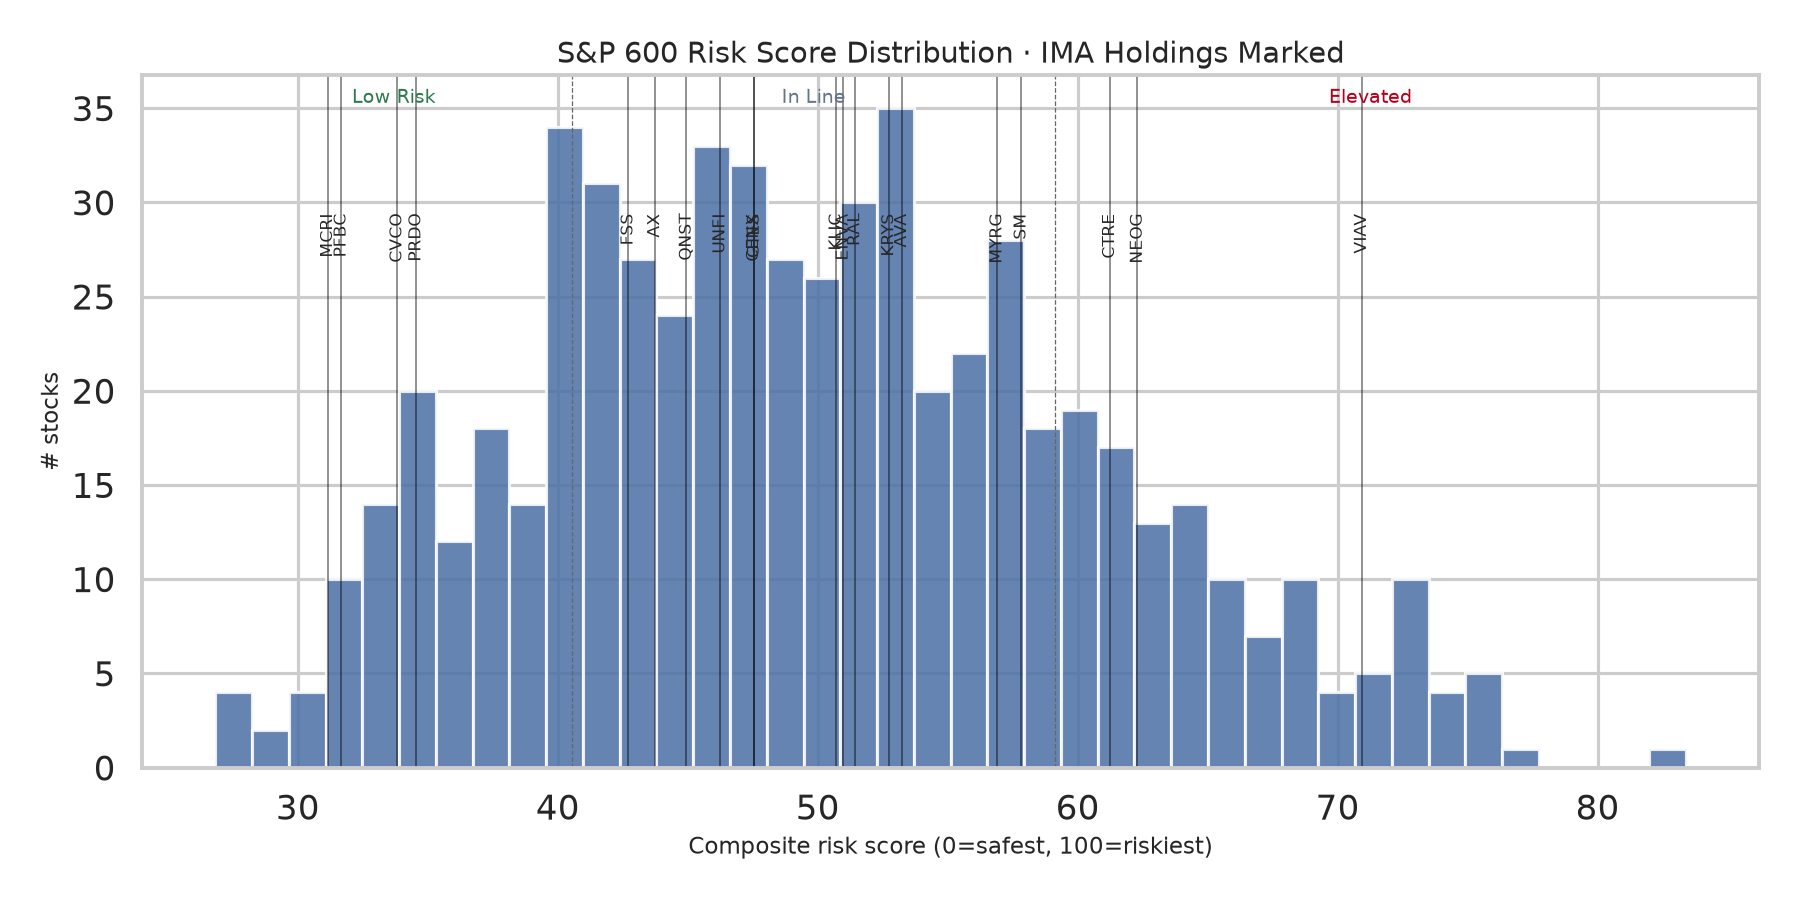 S&P 600 Risk Score Distribution · IMA Holdings Marked
Low Risk
In Line
Elevated
35
30
25
20
15
10
5
0
# stocks
MCRI
PFBC
CVCO
PRDO
FSS
AX
QNST
UNFI
KLIC
RAL
KRYS
AVA
MYRG
SM
CTRE
NEOG
VIAV
30
40
50
60
70
80
Composite risk score (0=safest, 100=riskiest)